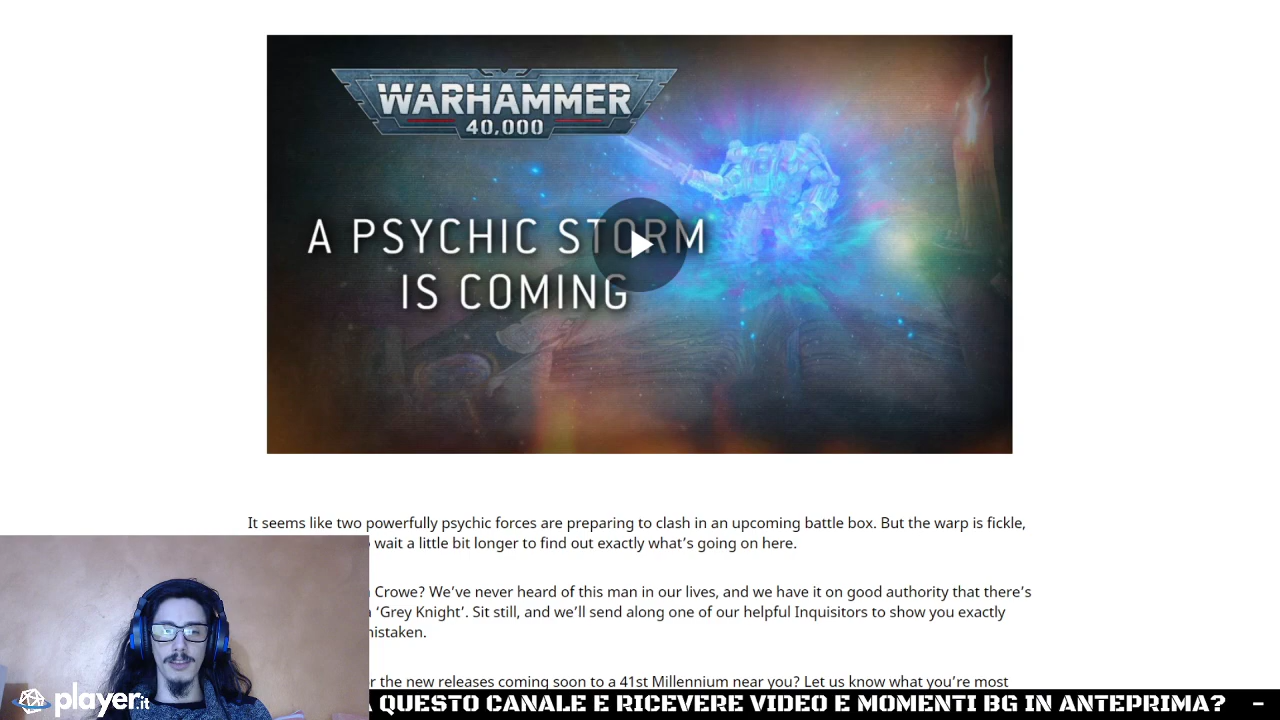 WARHAMMER
40,000
A PSYCHIC STORM
IS COMING
It seems like two powerfully psychic forces are preparing to clash in an upcoming battle box. But the warp is fickle,
wait a little bit longer to find out exactly what’s going on here.
Crowe? We’ve never heard of this man in our lives, and we have it on good authority that there’s
‘Grey Knight’. Sit still, and we’ll send along one of our helpful Inquisitors to show you exactly
the new releases coming soon to a 41st Millennium near you? Let us know what you’re most
player.it
QUESTO CANALE E RICEVERE VIDEO E MOMENTI BG IN ANTEPRIMA? -